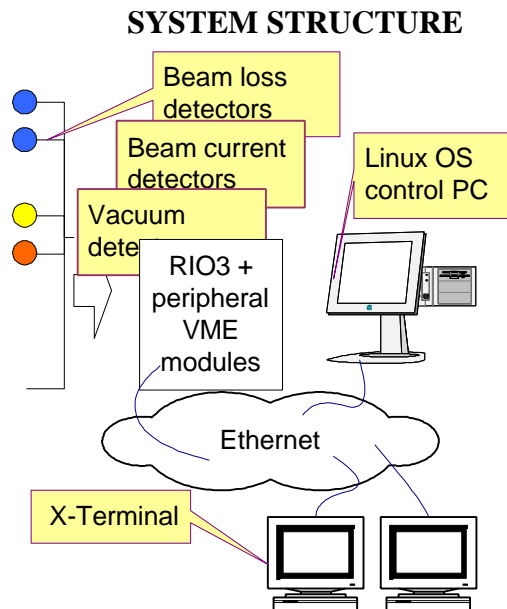 SYSTEM STRUCTURE
Beam loss
detectors
Beam current
detectors
Vacuum
Linux OS
control PC
RIO3 +
peripheral
VME
modules
Ethernet
X-Terminal